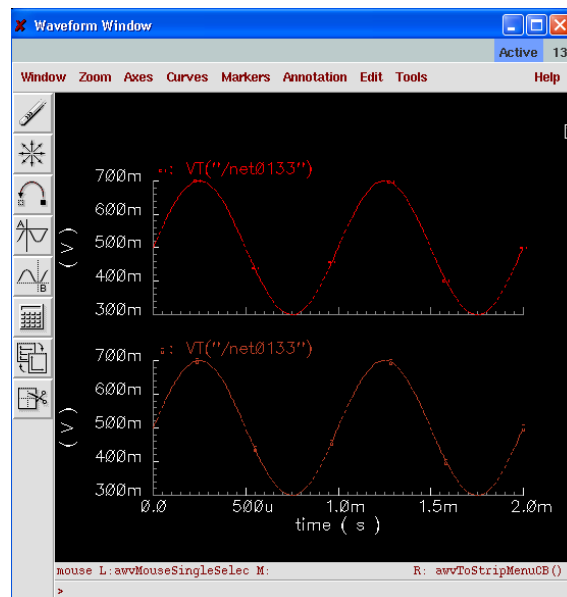 Waveform Window
Active 13
Window Zoom Axes Curves Markers Annotation Edit Tools Help
: VT("/net0133")
700m
600m
500m
400m
300m
(V)
A
B
: VT("/net0133")
700m
600m
500m
400m
300m
(V)
0.0 500u 1.0m 1.5m 2.0m
time ( s )
mouse L:awvMouseSingleSelec M: R: awvToStripMenuCB()
>